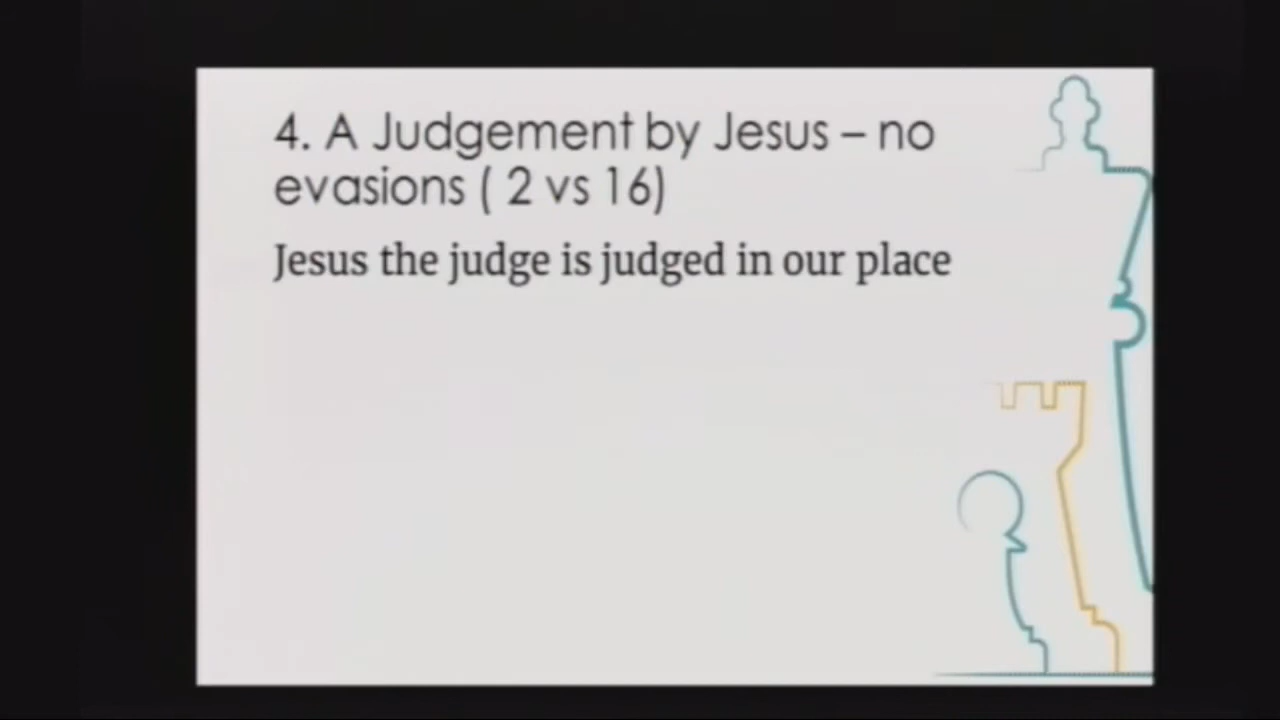 4. A Judgement by Jesus – no
evasions ( 2 vs 16)
Jesus the judge is judged in our place